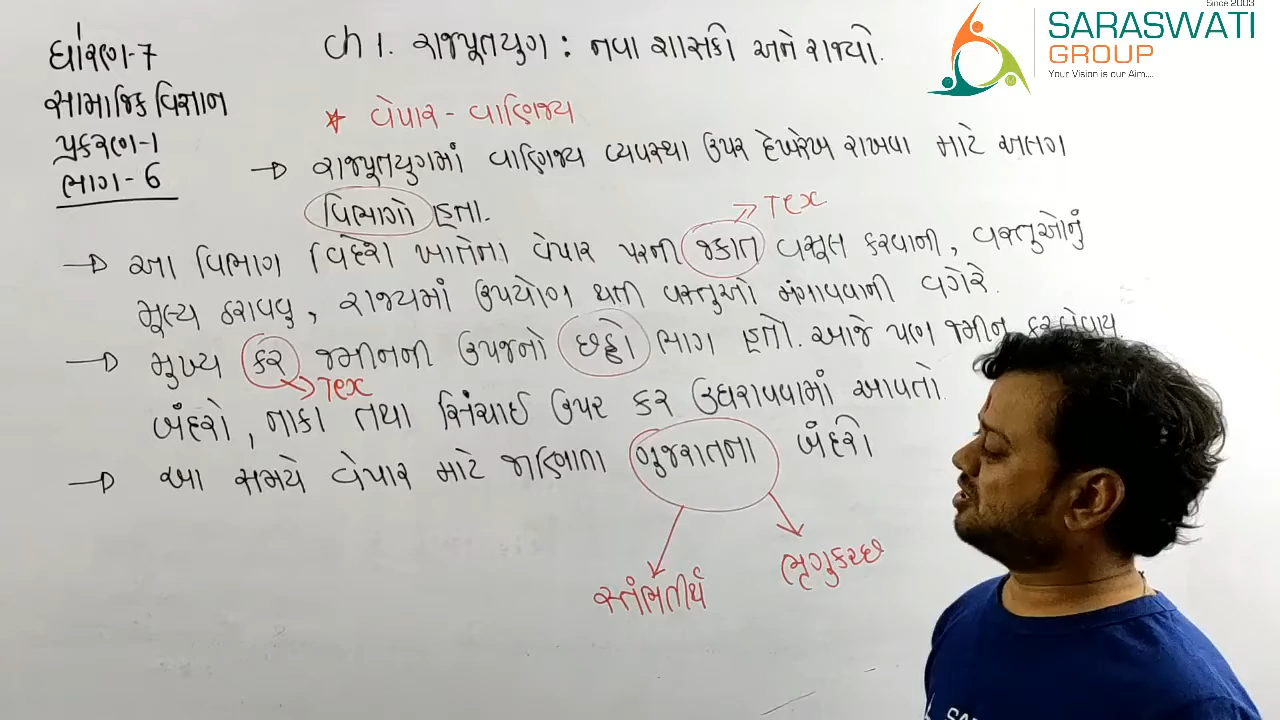 Since 2003
SARASWATI
GROUP
Your Vision is our Aim....
ધોરણ-7
સામાજિક વિજ્ઞાન
પ્રકરણ-1
ભાગ-6
Ch 1. રાજપૂતયુગ : નવા શાસકો અને રાજ્યો.
* વેપાર - વાણિજ્ય
→ રાજપૂતયુગમાં વાણિજ્ય વ્યવસ્થા ઉપર દેખરેખ રાખવા માટે અલગ
વિભાગો હતા.
→ Tex
→ આ વિભાગ વિદેશ ખાતેના વેપાર પરની જકાત વસૂલ કરવાની, વસ્તુઓનું
મૂલ્ય ઠરાવવુ, રાજ્યમાં ઉપયોગ થતી વસ્તુઓ મંગાવવાની વગેરે.
→ મુખ્ય કર જમીનની ઉપજનો છઠ્ઠો ભાગ હતો. આજે પણ જમીન કર લેવાય
→ Tex
બંદરો, નાકા તથા સિંચાઈ ઉપર કર ઉઘરાવવામાં આવતો.
→ આ સમયે વેપાર માટે જાણીતા ગુજરાતના બંદરો
સ્તંભતીર્થ ભૃગુકચ્છ